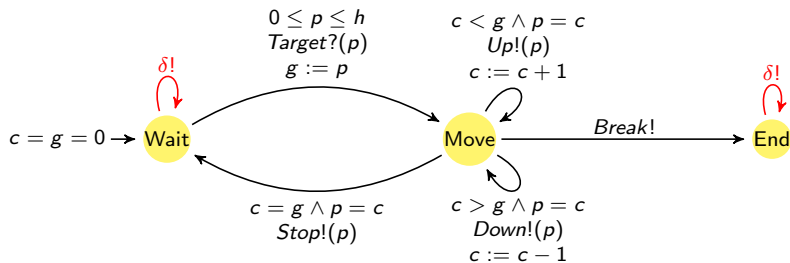 0 ≤ p ≤ h
Target?(p)
g := p
c < g ∧ p = c
Up!(p)
c := c + 1
δ!
δ!
c = g = 0
Wait
Move
Break!
End
c = g ∧ p = c
Stop!(p)
c > g ∧ p = c
Down!(p)
c := c − 1